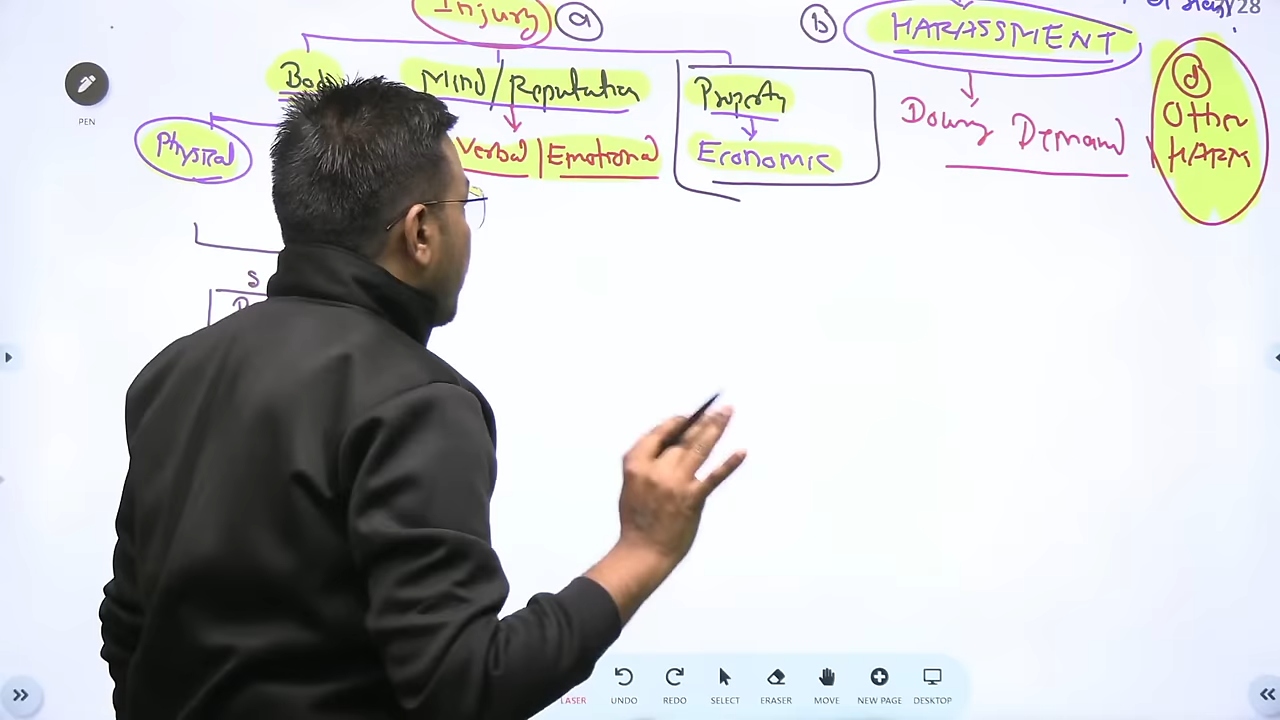 Injury a
b HARASSMENT
28
Body
Mind/Reputation
Property
d
Other
HARM
PEN
Physical
Verbal | Emotional
Economic
Dowry Demand
S
LASER
UNDO
REDO
SELECT
ERASER
MOVE
NEW PAGE
DESKTOP